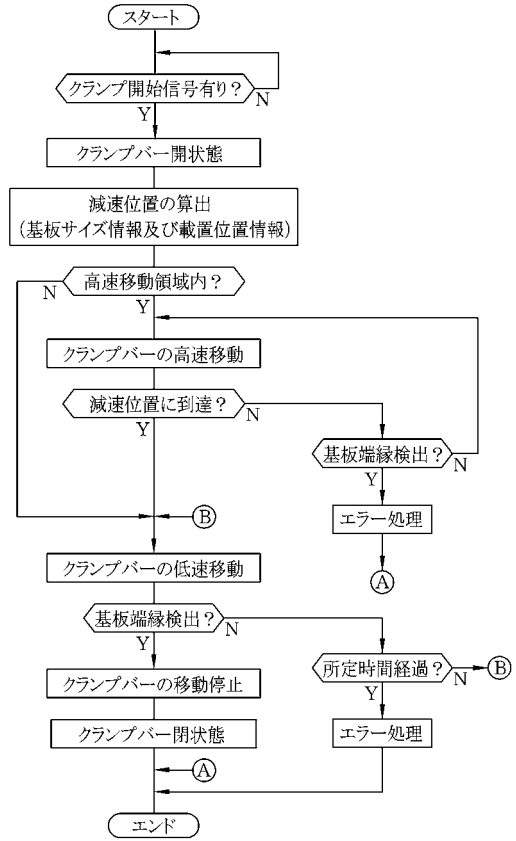 スタート
クランプ開始信号有り？
N
Y
クランプバー開状態
減速位置の算出
（基板サイズ情報及び載置位置情報）
高速移動領域内？
N
Y
クランプバーの高速移動
減速位置に到達？
N
Y
基板端縁検出？
N
Y
エラー処理
B
A
クランプバーの低速移動
基板端縁検出？
N
Y
所定時間経過？
N
B
Y
クランプバーの移動停止
クランプバー閉状態
エラー処理
A
エンド